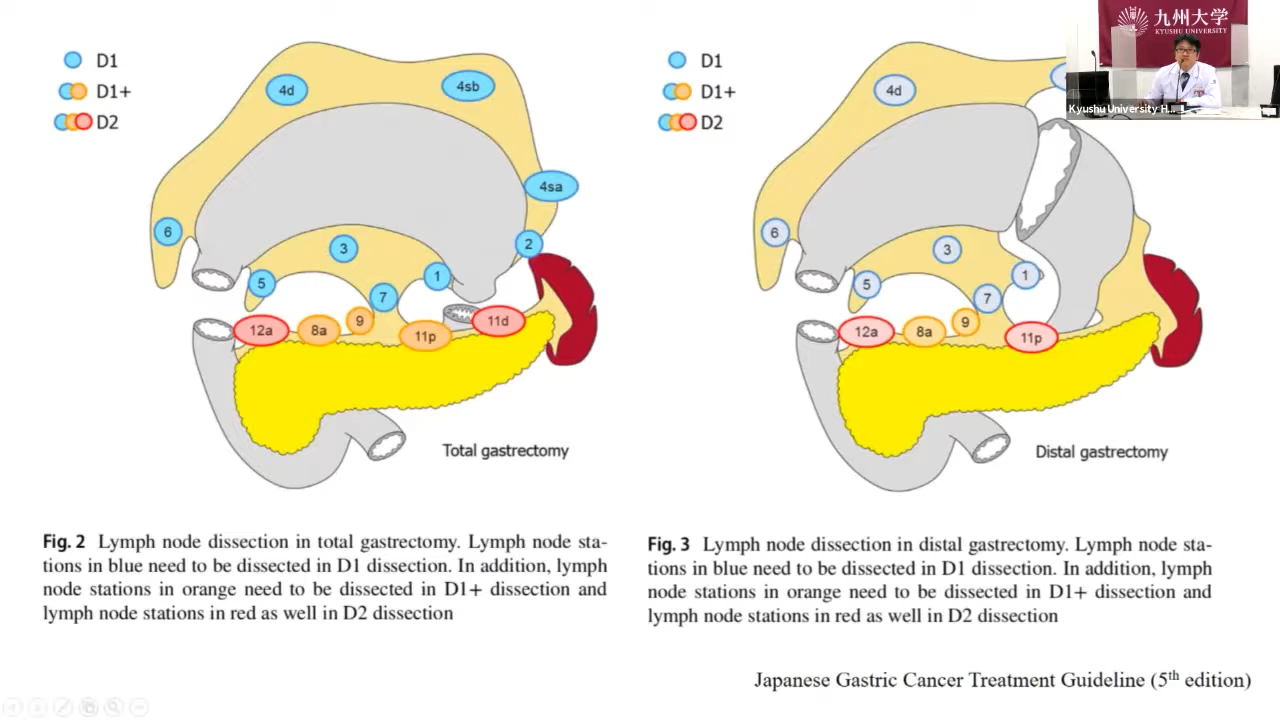 D1
D1+
D2
4d
4sb
4sa
6
3
2
5
1
7
12a
8a
9
11p
11d
Total gastrectomy
Fig. 2 Lymph node dissection in total gastrectomy. Lymph node sta-
tions in blue need to be dissected in D1 dissection. In addition, lymph
node stations in orange need to be dissected in D1+ dissection and
lymph node stations in red as well in D2 dissection
D1
D1+
D2
4d
6
3
5
1
7
12a
8a
9
11p
Distal gastrectomy
Fig. 3 Lymph node dissection in distal gastrectomy. Lymph node sta-
tions in blue need to be dissected in D1 dissection. In addition, lymph
node stations in orange need to be dissected in D1+ dissection and
lymph node stations in red as well in D2 dissection
Japanese Gastric Cancer Treatment Guideline (5th edition)
九州大学
KYUSHU UNIVERSITY
Kyushu University H...